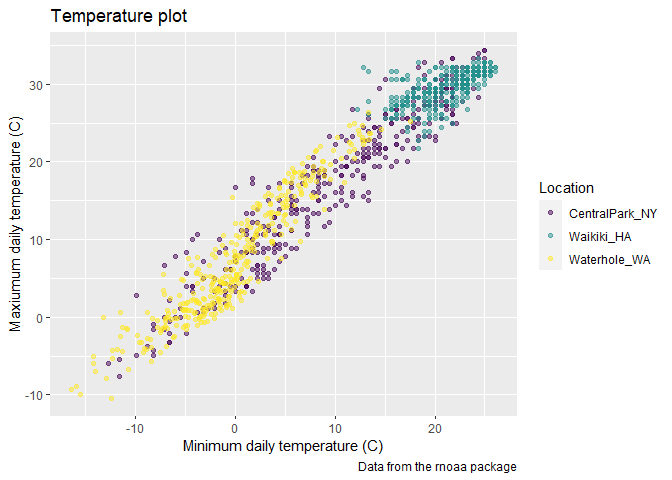 Temperature plot
30
20
10
0
-10
Maxiumum daily temperature (C)
-10
0
10
20
Minimum daily temperature (C)
Data from the rnoaa package
Location
CentralPark_NY
Waikiki_HA
Waterhole_WA